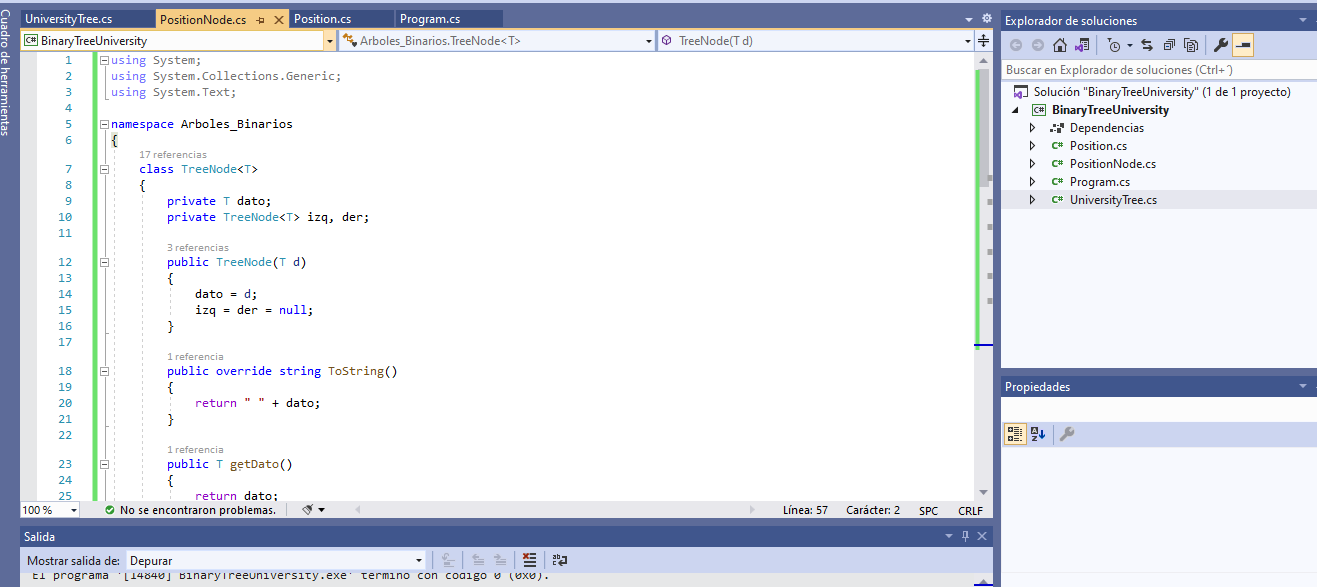 Cuadro de herramientas
UniversityTree.cs
PositionNode.cs
Position.cs
Program.cs
C# BinaryTreeUniversity
Arboles_Binarios.TreeNode<T>
TreeNode(T d)
1 using System;
2 using System.Collections.Generic;
3 using System.Text;
4
5 namespace Arboles_Binarios
6 {
17 referencias
7 class TreeNode<T>
8 {
9 private T dato;
10 private TreeNode<T> izq, der;
11
3 referencias
12 public TreeNode(T d)
13 {
14 dato = d;
15 izq = der = null;
16 }
17
1 referencia
18 public override string ToString()
19 {
20 return " " + dato;
21 }
22
1 referencia
23 public T getDato()
24 {
25 return dato;
100 %
No se encontraron problemas.
Línea: 57
Carácter: 2
SPC
CRLF
Salida
Mostrar salida de: Depurar
El programa '[14840] BinaryTreeUniversity.exe' terminó con código 0 (0x0).
Explorador de soluciones
Buscar en Explorador de soluciones (Ctrl+´)
Solución "BinaryTreeUniversity" (1 de 1 proyecto)
C# BinaryTreeUniversity
Dependencias
C# Position.cs
C# PositionNode.cs
C# Program.cs
C# UniversityTree.cs
Propiedades